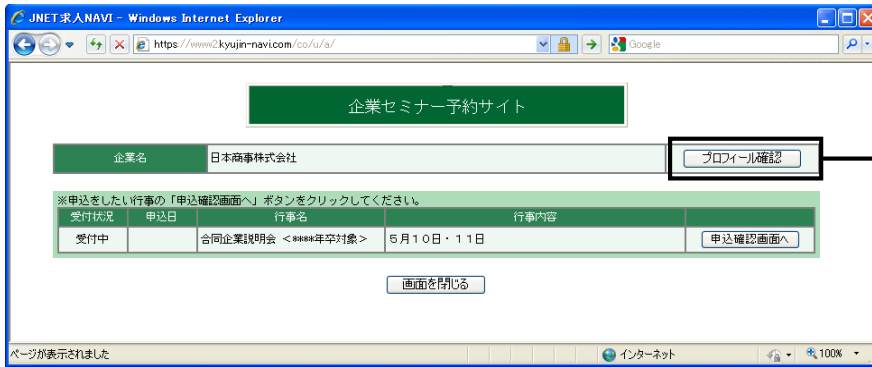 JNET求人NAVI - Windows Internet Explorer
https://www2.kyujin-navi.com/co/u/a/
Google
企業セミナー予約サイト
企業名 日本商事株式会社 プロフィール確認
※申込をしたい行事の「申込確認画面へ」ボタンをクリックしてください。
受付状況 申込日 行事名 行事内容
受付中 合同企業説明会 <****年卒対象> 5月10日・11日 申込確認画面へ
画面を閉じる
ページが表示されました インターネット 100%